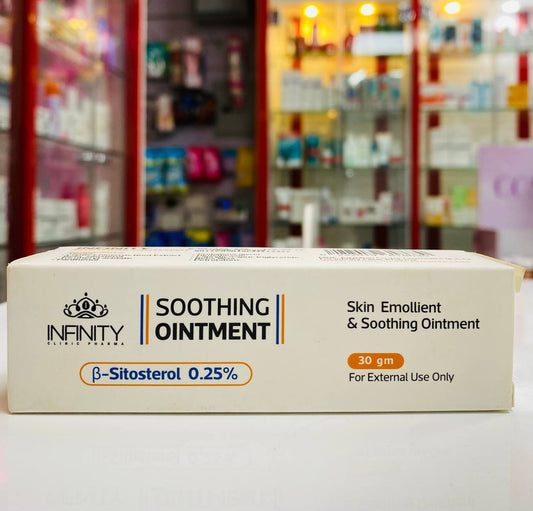 INFINITY
CLINIC PHARMA
SOOTHING
OINTMENT
β-Sitosterol 0.25%
Skin Emollient
& Soothing Ointment
30 gm
For External Use Only